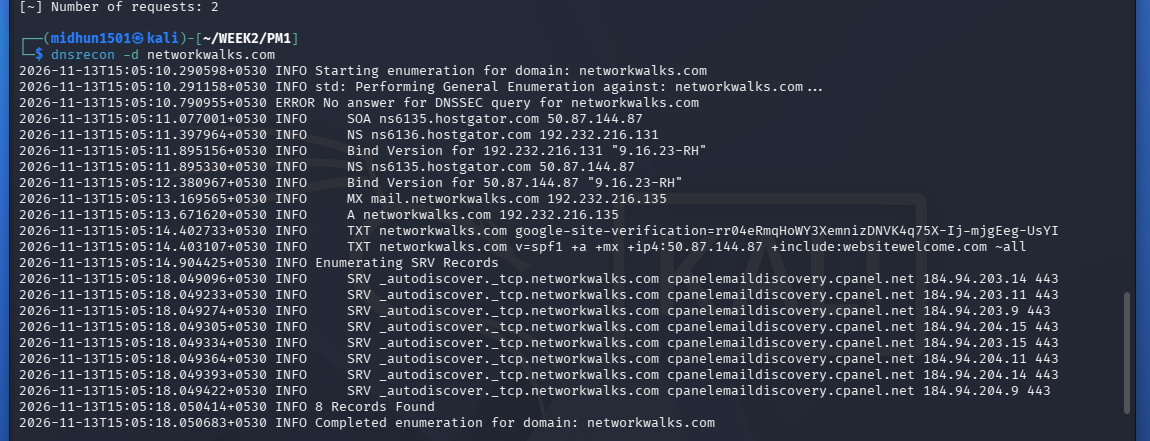 [~] Number of requests: 2
┌──(midhun1501㉿kali)-[~/WEEK2/PM1]
└─$ dnsrecon -d networkwalks.com
2026-11-13T15:05:10.290598+0530 INFO Starting enumeration for domain: networkwalks.com
2026-11-13T15:05:10.291158+0530 INFO std: Performing General Enumeration against: networkwalks.com...
2026-11-13T15:05:10.790955+0530 ERROR No answer for DNSSEC query for networkwalks.com
2026-11-13T15:05:11.077001+0530 INFO     SOA ns6135.hostgator.com 50.87.144.87
2026-11-13T15:05:11.397964+0530 INFO     NS ns6136.hostgator.com 192.232.216.131
2026-11-13T15:05:11.895156+0530 INFO     Bind Version for 192.232.216.131 "9.16.23-RH"
2026-11-13T15:05:11.895330+0530 INFO     NS ns6135.hostgator.com 50.87.144.87
2026-11-13T15:05:12.380967+0530 INFO     Bind Version for 50.87.144.87 "9.16.23-RH"
2026-11-13T15:05:13.169565+0530 INFO     MX mail.networkwalks.com 192.232.216.135
2026-11-13T15:05:13.671620+0530 INFO     A networkwalks.com 192.232.216.135
2026-11-13T15:05:14.402733+0530 INFO     TXT networkwalks.com google-site-verification=rr04eRmqHoWY3XemnizDNVK4q75X-Ij-mjgEeg-UsYI
2026-11-13T15:05:14.403107+0530 INFO     TXT networkwalks.com v=spf1 +a +mx +ip4:50.87.144.87 +include:websitewelcome.com ~all
2026-11-13T15:05:14.904425+0530 INFO Enumerating SRV Records
2026-11-13T15:05:18.049096+0530 INFO     SRV _autodiscover._tcp.networkwalks.com cpanelemaildiscovery.cpanel.net 184.94.203.14 443
2026-11-13T15:05:18.049233+0530 INFO     SRV _autodiscover._tcp.networkwalks.com cpanelemaildiscovery.cpanel.net 184.94.203.11 443
2026-11-13T15:05:18.049274+0530 INFO     SRV _autodiscover._tcp.networkwalks.com cpanelemaildiscovery.cpanel.net 184.94.203.9 443
2026-11-13T15:05:18.049305+0530 INFO     SRV _autodiscover._tcp.networkwalks.com cpanelemaildiscovery.cpanel.net 184.94.204.15 443
2026-11-13T15:05:18.049334+0530 INFO     SRV _autodiscover._tcp.networkwalks.com cpanelemaildiscovery.cpanel.net 184.94.203.15 443
2026-11-13T15:05:18.049364+0530 INFO     SRV _autodiscover._tcp.networkwalks.com cpanelemaildiscovery.cpanel.net 184.94.204.11 443
2026-11-13T15:05:18.049393+0530 INFO     SRV _autodiscover._tcp.networkwalks.com cpanelemaildiscovery.cpanel.net 184.94.204.14 443
2026-11-13T15:05:18.049422+0530 INFO     SRV _autodiscover._tcp.networkwalks.com cpanelemaildiscovery.cpanel.net 184.94.204.9 443
2026-11-13T15:05:18.050414+0530 INFO 8 Records Found
2026-11-13T15:05:18.050683+0530 INFO Completed enumeration for domain: networkwalks.com